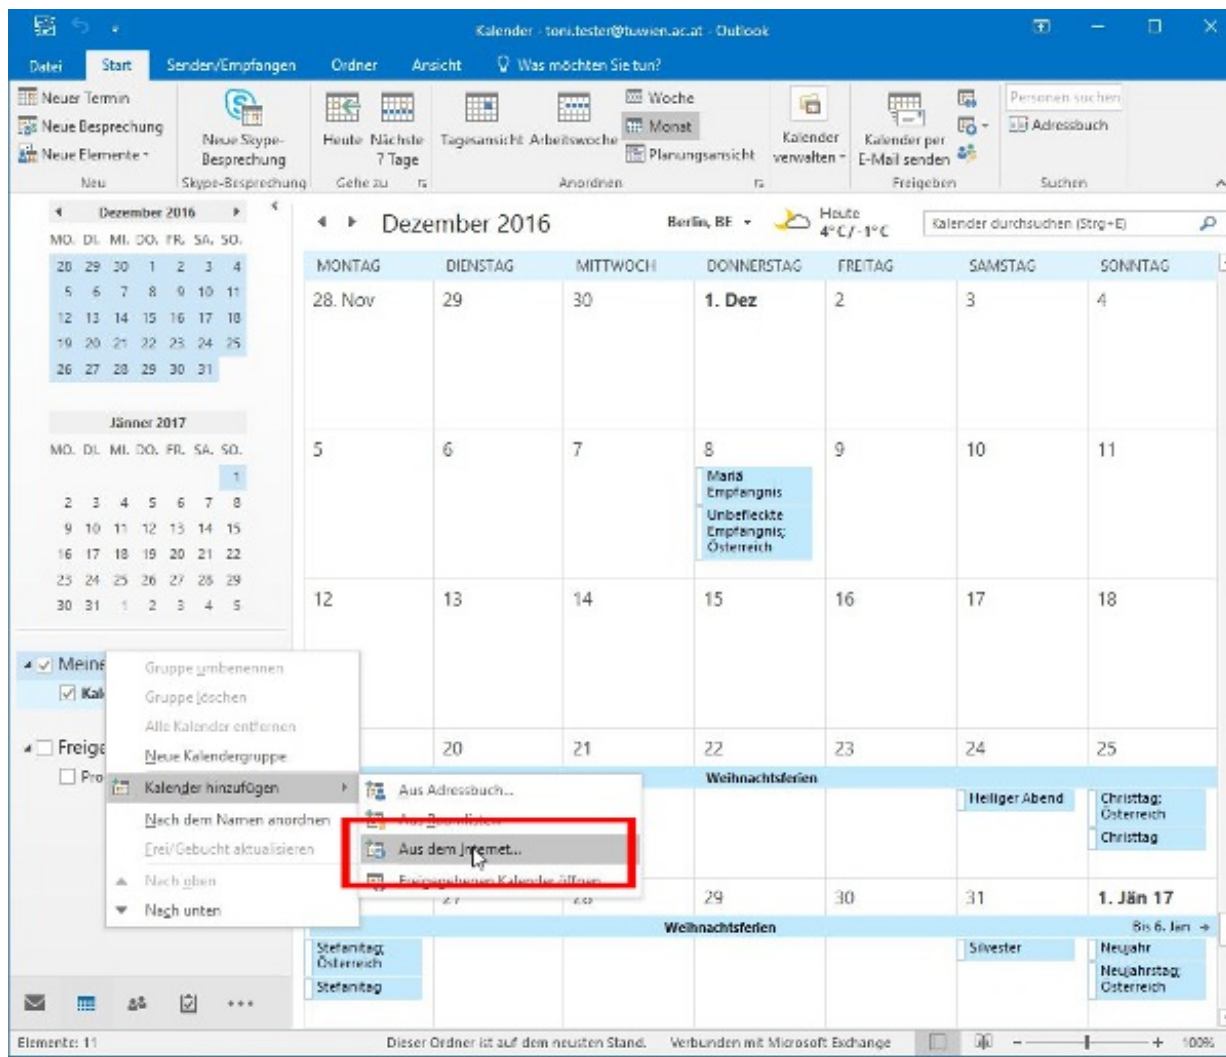 Kalender - toni.tester@tuwien.ac.at - Outlook
Datei Start Senden/Empfangen Ordner Ansicht Was möchten Sie tun?
Neuer Termin
Neue Besprechung
Neue Elemente
Neu
Neue Skype-
Besprechung
Skype-Besprechung
Heute Nächste
7 Tage
Gehe zu
Tagesansicht Arbeitswoche
Woche
Monat
Planungsansicht
Anordnen
Kalender
verwalten
Kalender per
E-Mail senden
Freigeben
Personen suchen
Adressbuch
Suchen
Dezember 2016
MO. DI. MI. DO. FR. SA. SO.
28 29 30 1 2 3 4
5 6 7 8 9 10 11
12 13 14 15 16 17 18
19 20 21 22 23 24 25
26 27 28 29 30 31
Jänner 2017
MO. DI. MI. DO. FR. SA. SO.
1
2 3 4 5 6 7 8
9 10 11 12 13 14 15
16 17 18 19 20 21 22
23 24 25 26 27 28 29
30 31 1 2 3 4 5
Meine
Kal
Freige
Pro
Gruppe umbenennen
Gruppe löschen
Alle Kalender entfernen
Neue Kalendergruppe
Kalender hinzufügen
Nach dem Namen anordnen
Frei/Gebucht aktualisieren
Nach oben
Nach unten
Aus Adressbuch...
Aus Raumlisten...
Aus dem Internet...
Freigegebenen Kalender öffnen...
Dezember 2016
Berlin, BE
Heute
4°C/-1°C
Kalender durchsuchen (Strg+E)
MONTAG DIENSTAG MITTWOCH DONNERSTAG FREITAG SAMSTAG SONNTAG
28. Nov 29 30 1. Dez 2 3 4
5 6 7 8 9 10 11
Mariä
Empfängnis
Unbefleckte
Empfängnis;
Österreich
12 13 14 15 16 17 18
20 21 22 23 24 25
Weihnachtsferien
Heiliger Abend
Christtag;
Österreich
Christtag
27 28 29 30 31 1. Jän 17
Weihnachtsferien
Bis 6. Jän
Stefanitag;
Österreich
Stefanitag
Silvester
Neujahr
Neujahrstag;
Österreich
Elemente: 11
Dieser Ordner ist auf dem neusten Stand. Verbunden mit Microsoft Exchange
100%